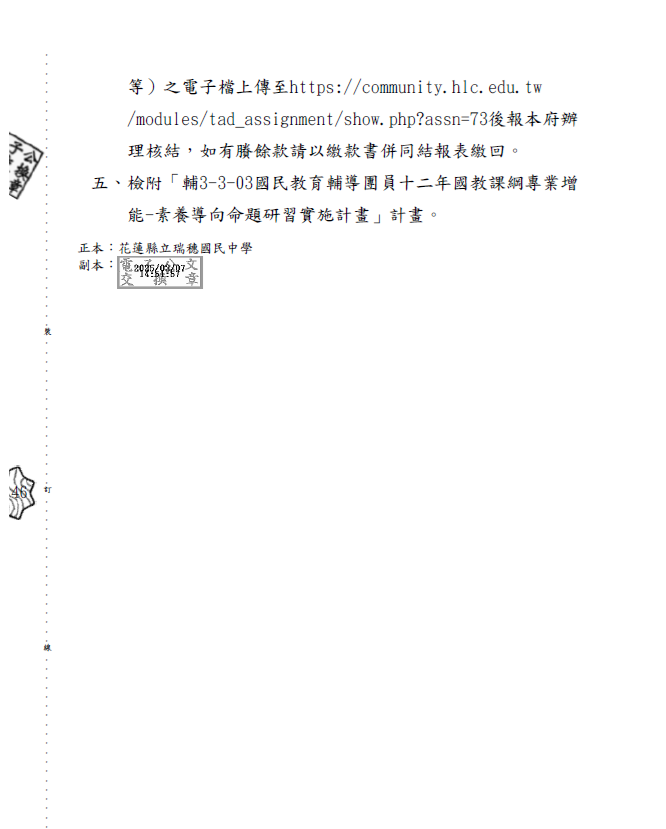 等）之電子檔上傳至https://community.hlc.edu.tw
/modules/tad_assignment/show.php?assn=73後報本府辦
理核結，如有賸餘款請以繳款書併同結報表繳回。
五、檢附「輔3-3-03國民教育輔導團員十二年國教課綱專業增
能-素養導向命題研習實施計畫」計畫。
正本：花蓮縣立瑞穗國民中學
副本：
電子公文
2025/03/07
14:54:57
交換章
裝
46
訂
線